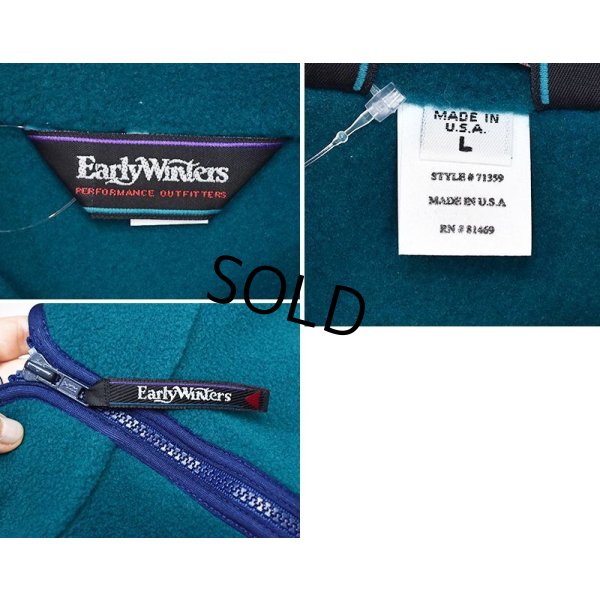 EarlyWinters
PERFORMANCE OUTFITTERS
MADE IN
U.S.A.
L
STYLE # 71359
MADE IN U.S.A
RN # 81469
SOLD
EarlyWinters